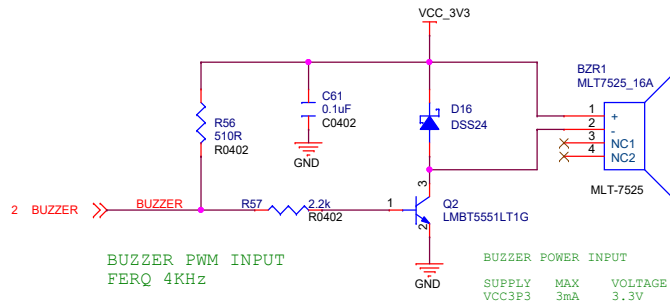 VCC_3V3
BZR1
MLT7525_16A
C61
0.1uF
C0402
R56
510R
R0402
D16
DSS24
1
+
2
-
3
NC1
4
NC2
GND
MLT-7525
3
2 BUZZER
BUZZER
R57
2.2k
R0402
1
Q2
LMBT5551LT1G
2
BUZZER PWM INPUT
FERQ 4KHz
GND
BUZZER POWER INPUT
SUPPLY MAX VOLTAGE
VCC3P3 3mA 3.3V